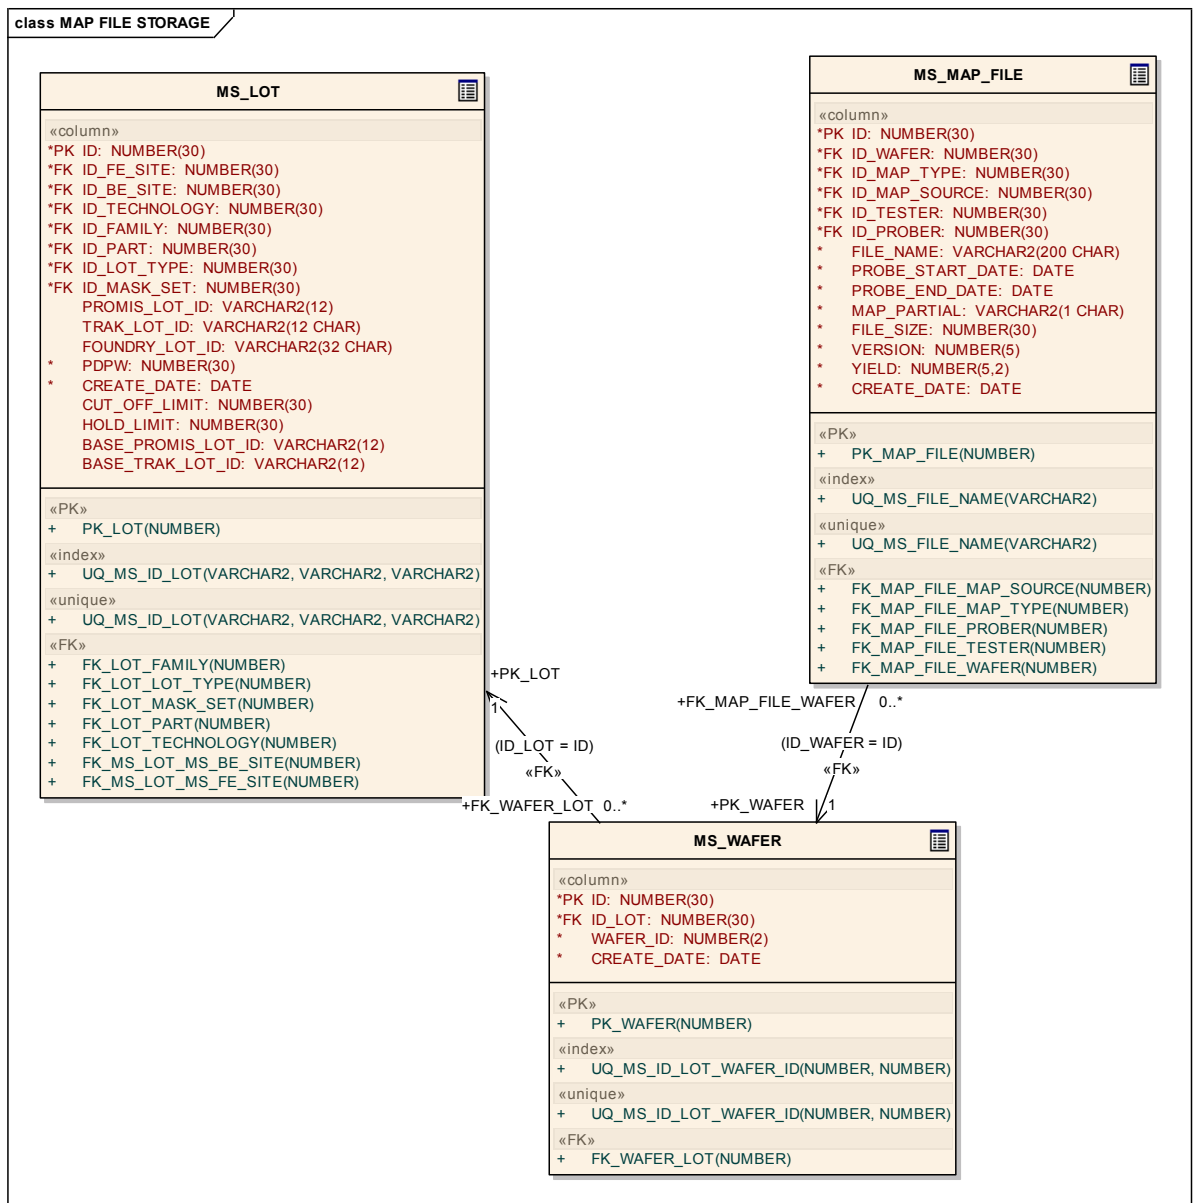 class MAP FILE STORAGE
MS_LOT
«column»
*PK ID: NUMBER(30)
*FK ID_FE_SITE: NUMBER(30)
*FK ID_BE_SITE: NUMBER(30)
*FK ID_TECHNOLOGY: NUMBER(30)
*FK ID_FAMILY: NUMBER(30)
*FK ID_PART: NUMBER(30)
*FK ID_LOT_TYPE: NUMBER(30)
*FK ID_MASK_SET: NUMBER(30)
PROMIS_LOT_ID: VARCHAR2(12)
TRAK_LOT_ID: VARCHAR2(12 CHAR)
FOUNDRY_LOT_ID: VARCHAR2(32 CHAR)
* PDPW: NUMBER(30)
* CREATE_DATE: DATE
CUT_OFF_LIMIT: NUMBER(30)
HOLD_LIMIT: NUMBER(30)
BASE_PROMIS_LOT_ID: VARCHAR2(12)
BASE_TRAK_LOT_ID: VARCHAR2(12)
«PK»
+ PK_LOT(NUMBER)
«index»
+ UQ_MS_ID_LOT(VARCHAR2, VARCHAR2, VARCHAR2)
«unique»
+ UQ_MS_ID_LOT(VARCHAR2, VARCHAR2, VARCHAR2)
«FK»
+ FK_LOT_FAMILY(NUMBER)
+ FK_LOT_LOT_TYPE(NUMBER)
+ FK_LOT_MASK_SET(NUMBER)
+ FK_LOT_PART(NUMBER)
+ FK_LOT_TECHNOLOGY(NUMBER)
+ FK_MS_LOT_MS_BE_SITE(NUMBER)
+ FK_MS_LOT_MS_FE_SITE(NUMBER)
MS_MAP_FILE
«column»
*PK ID: NUMBER(30)
*FK ID_WAFER: NUMBER(30)
*FK ID_MAP_TYPE: NUMBER(30)
*FK ID_MAP_SOURCE: NUMBER(30)
*FK ID_TESTER: NUMBER(30)
*FK ID_PROBER: NUMBER(30)
* FILE_NAME: VARCHAR2(200 CHAR)
* PROBE_START_DATE: DATE
* PROBE_END_DATE: DATE
* MAP_PARTIAL: VARCHAR2(1 CHAR)
* FILE_SIZE: NUMBER(30)
* VERSION: NUMBER(5)
* YIELD: NUMBER(5,2)
* CREATE_DATE: DATE
«PK»
+ PK_MAP_FILE(NUMBER)
«index»
+ UQ_MS_FILE_NAME(VARCHAR2)
«unique»
+ UQ_MS_FILE_NAME(VARCHAR2)
«FK»
+ FK_MAP_FILE_MAP_SOURCE(NUMBER)
+ FK_MAP_FILE_MAP_TYPE(NUMBER)
+ FK_MAP_FILE_PROBER(NUMBER)
+ FK_MAP_FILE_TESTER(NUMBER)
+ FK_MAP_FILE_WAFER(NUMBER)
+PK_LOT
1
(ID_LOT = ID)
«FK»
+FK_WAFER_LOT 0..*
+FK_MAP_FILE_WAFER 0..*
(ID_WAFER = ID)
«FK»
+PK_WAFER 1
MS_WAFER
«column»
*PK ID: NUMBER(30)
*FK ID_LOT: NUMBER(30)
* WAFER_ID: NUMBER(2)
* CREATE_DATE: DATE
«PK»
+ PK_WAFER(NUMBER)
«index»
+ UQ_MS_ID_LOT_WAFER_ID(NUMBER, NUMBER)
«unique»
+ UQ_MS_ID_LOT_WAFER_ID(NUMBER, NUMBER)
«FK»
+ FK_WAFER_LOT(NUMBER)